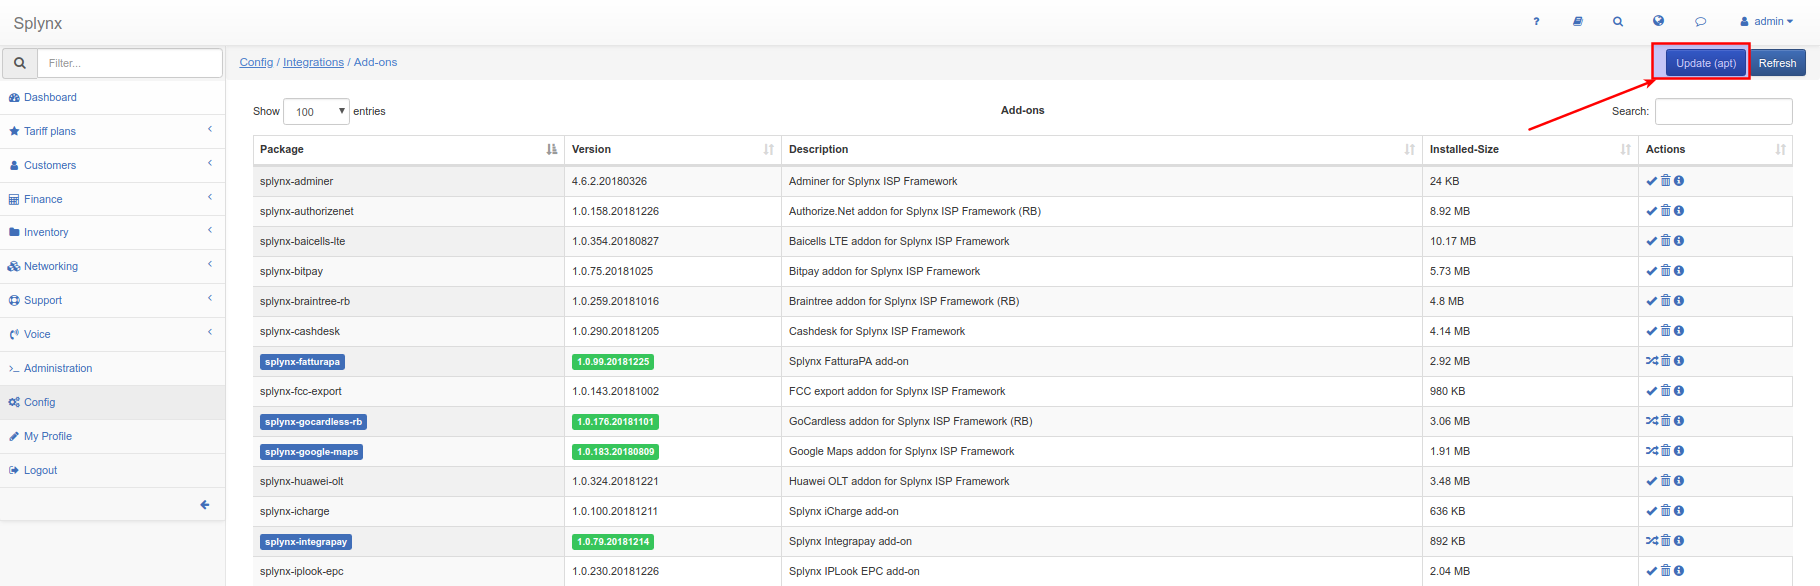 Splynx
? admin
Filter...
Config / Integrations / Add-ons
Update (apt) Refresh
Dashboard
Tariff plans
Customers
Finance
Inventory
Networking
Support
Voice
Administration
Config
My Profile
Logout
Show 100 entries
Add-ons
Search:
Package Version Description Installed-Size Actions
splynx-adminer 4.6.2.20180326 Adminer for Splynx ISP Framework 24 KB
splynx-authorizenet 1.0.158.20181226 Authorize.Net addon for Splynx ISP Framework (RB) 8.92 MB
splynx-baicells-lte 1.0.354.20180827 Baicells LTE addon for Splynx ISP Framework 10.17 MB
splynx-bitpay 1.0.75.20181025 Bitpay addon for Splynx ISP Framework 5.73 MB
splynx-braintree-rb 1.0.259.20181016 Braintree addon for Splynx ISP Framework (RB) 4.8 MB
splynx-cashdesk 1.0.290.20181205 Cashdesk for Splynx ISP Framework 4.14 MB
splynx-fatturapa 1.0.99.20181225 Splynx FatturaPA add-on 2.92 MB
splynx-fcc-export 1.0.143.20181002 FCC export addon for Splynx ISP Framework 980 KB
splynx-gocardless-rb 1.0.176.20181101 GoCardless addon for Splynx ISP Framework (RB) 3.06 MB
splynx-google-maps 1.0.183.20180809 Google Maps addon for Splynx ISP Framework 1.91 MB
splynx-huawei-olt 1.0.324.20181221 Huawei OLT addon for Splynx ISP Framework 3.48 MB
splynx-icharge 1.0.100.20181211 Splynx iCharge add-on 636 KB
splynx-integrapay 1.0.79.20181214 Splynx Integrapay add-on 892 KB
splynx-iplook-epc 1.0.230.20181226 Splynx IPLook EPC add-on 2.04 MB